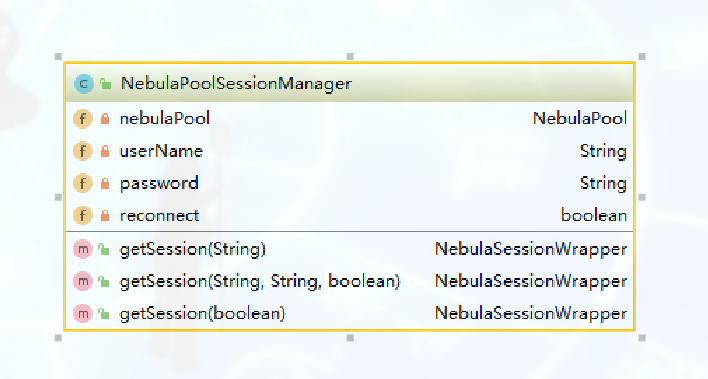 C NebulaPoolSessionManager
f nebulaPool NebulaPool
f userName String
f password String
f reconnect boolean
m getSession(String) NebulaSessionWrapper
m getSession(String, String, boolean) NebulaSessionWrapper
m getSession(boolean) NebulaSessionWrapper